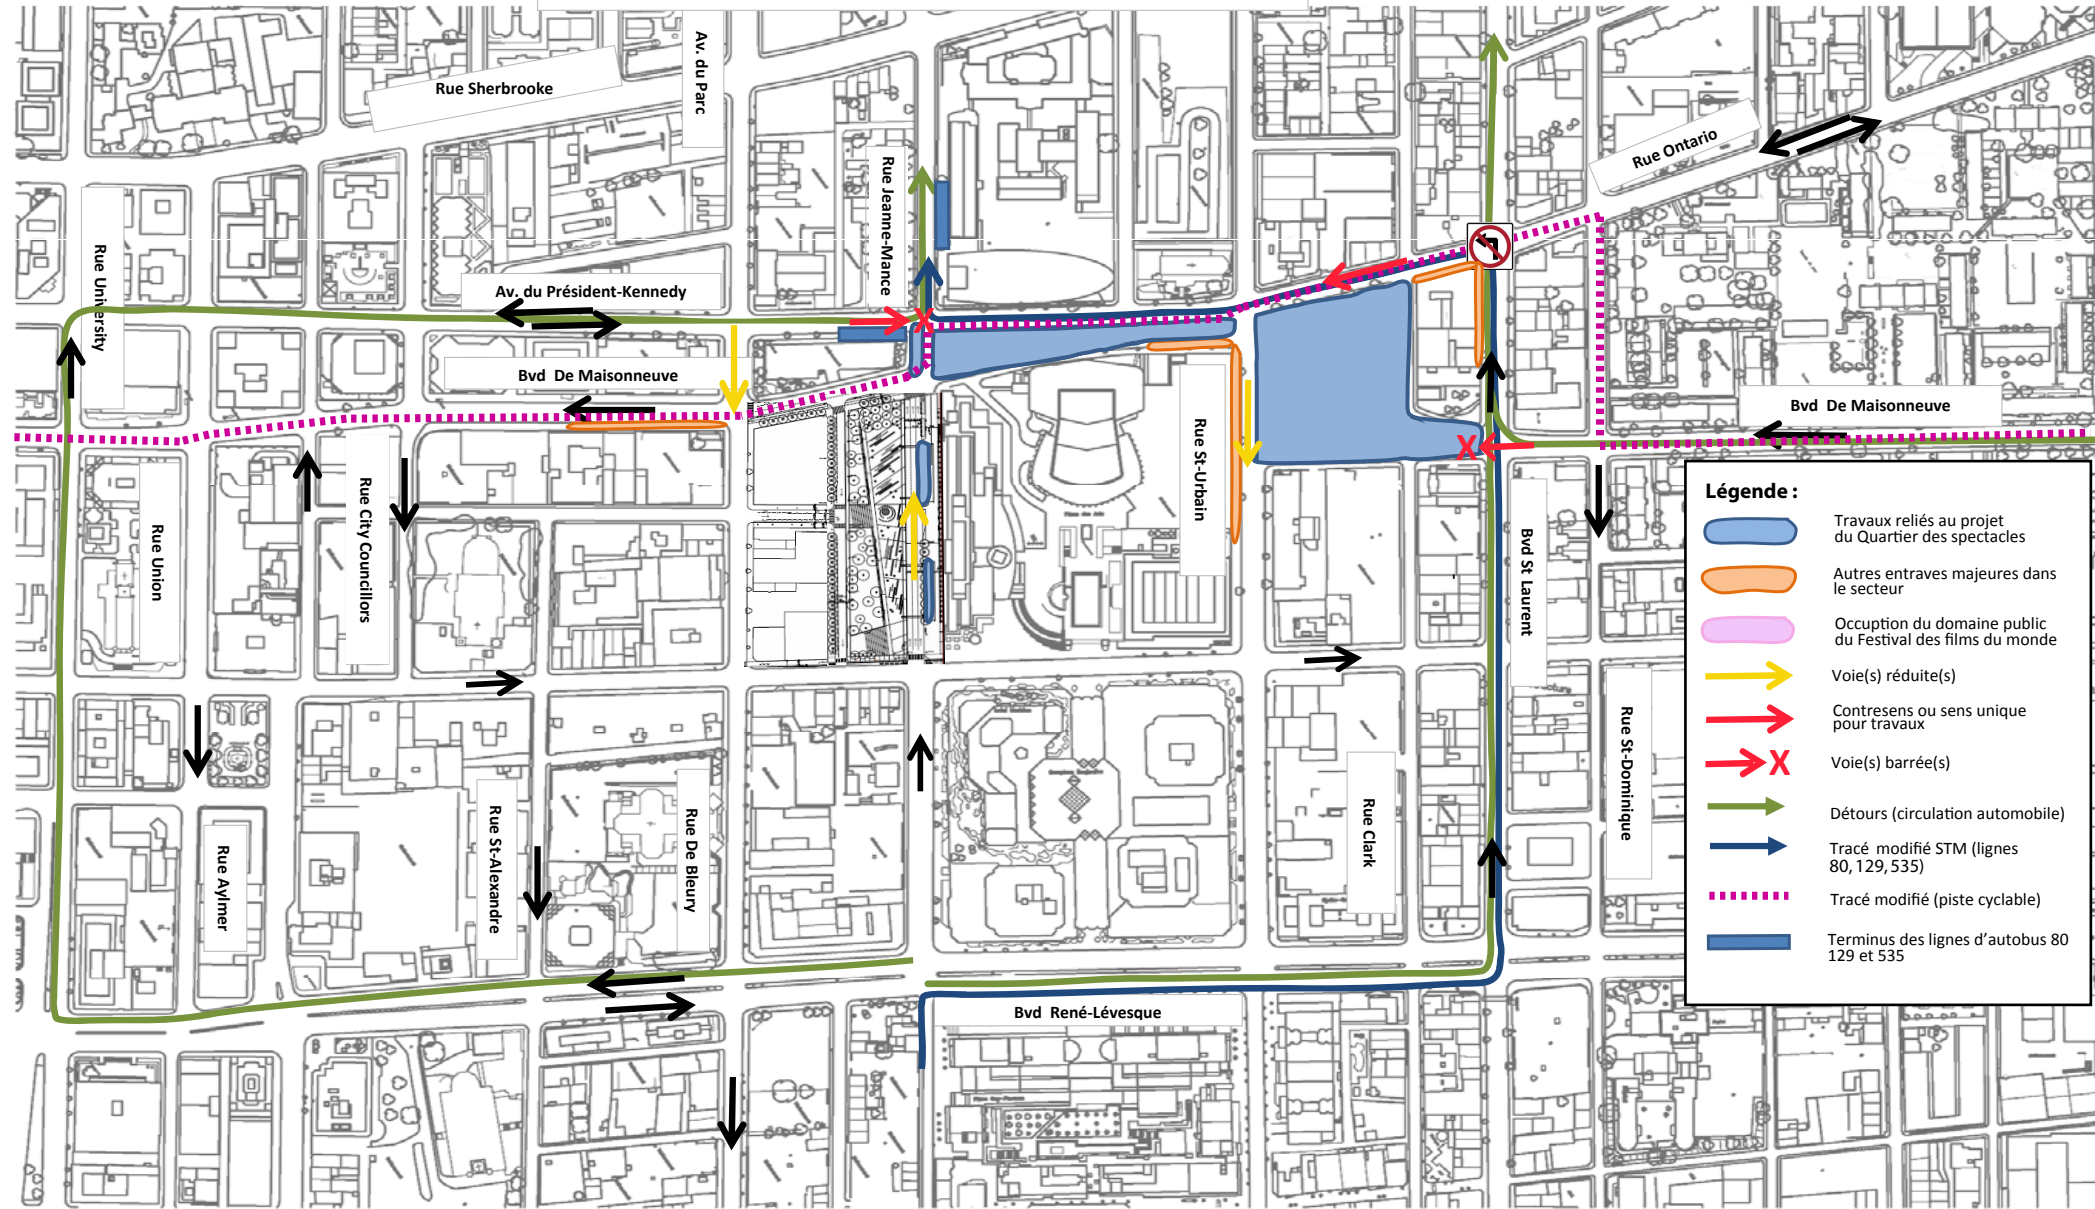 Rue Sherbrooke
Av. du Parc
Rue Jeanne-Mance
Rue Ontario
Rue University
Av. du Président-Kennedy
Bvd De Maisonneuve
Bvd De Maisonneuve
Rue St-Urbain
Rue Union
Rue City Councillors
Bvd St Laurent
Rue St-Dominique
Rue Aylmer
Rue St-Alexandre
Rue De Bleury
Rue Clark
Bvd René-Lévesque
X
X
Légende :
Travaux reliés au projet
du Quartier des spectacles
Autres entraves majeures dans
le secteur
Occuption du domaine public
du Festival des films du monde
Voie(s) réduite(s)
Contresens ou sens unique
pour travaux
X
Voie(s) barrée(s)
Détours (circulation automobile)
Tracé modifié STM (lignes
80, 129, 535)
Tracé modifié (piste cyclable)
Terminus des lignes d'autobus 80
129 et 535